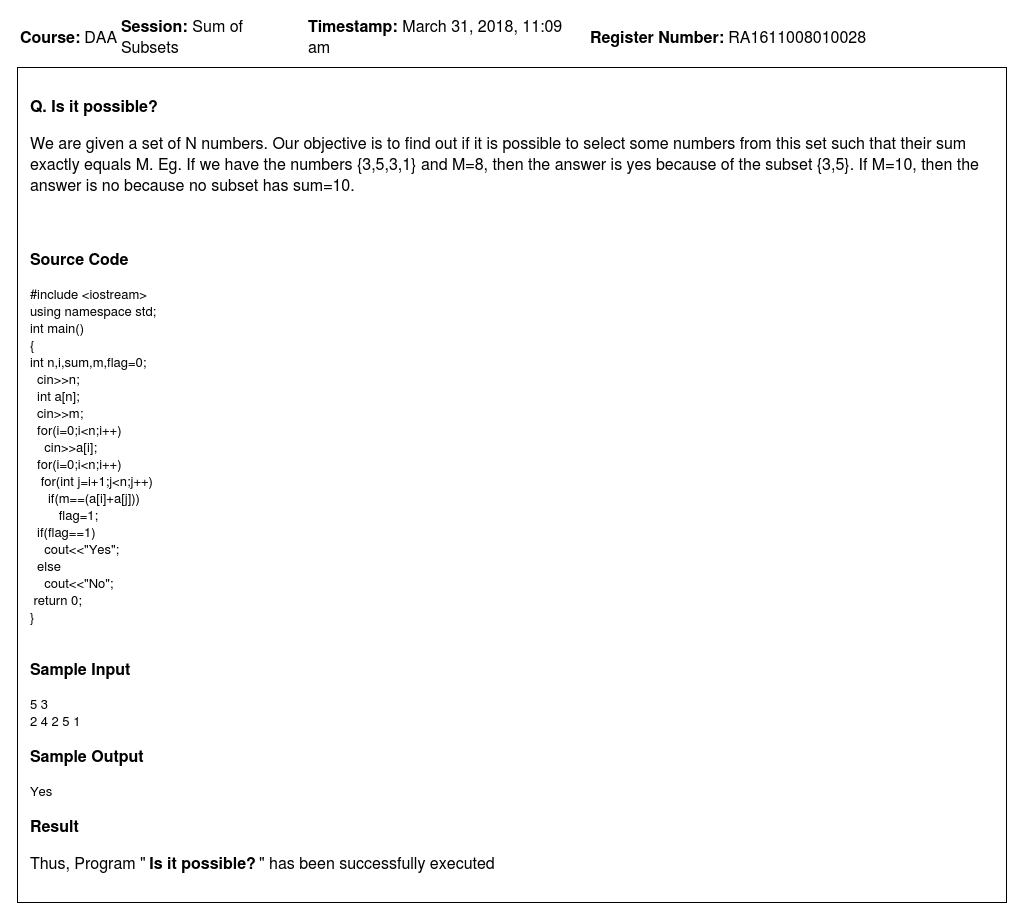 Course: DAA Session: Sum of Subsets Timestamp: March 31, 2018, 11:09 am Register Number: RA1611008010028
Q. Is it possible?
We are given a set of N numbers. Our objective is to find out if it is possible to select some numbers from this set such that their sum
exactly equals M. Eg. If we have the numbers {3,5,3,1} and M=8, then the answer is yes because of the subset {3,5}. If M=10, then the
answer is no because no subset has sum=10.
Source Code
#include <iostream>
using namespace std;
int main()
{
int n,i,sum,m,flag=0;
  cin>>n;
  int a[n];
  cin>>m;
  for(i=0;i<n;i++)
    cin>>a[i];
  for(i=0;i<n;i++)
   for(int j=i+1;j<n;j++)
     if(m==(a[i]+a[j]))
        flag=1;
  if(flag==1)
    cout<<"Yes";
  else
    cout<<"No";
 return 0;
}
Sample Input
5 3
2 4 2 5 1
Sample Output
Yes
Result
Thus, Program " Is it possible? " has been successfully executed